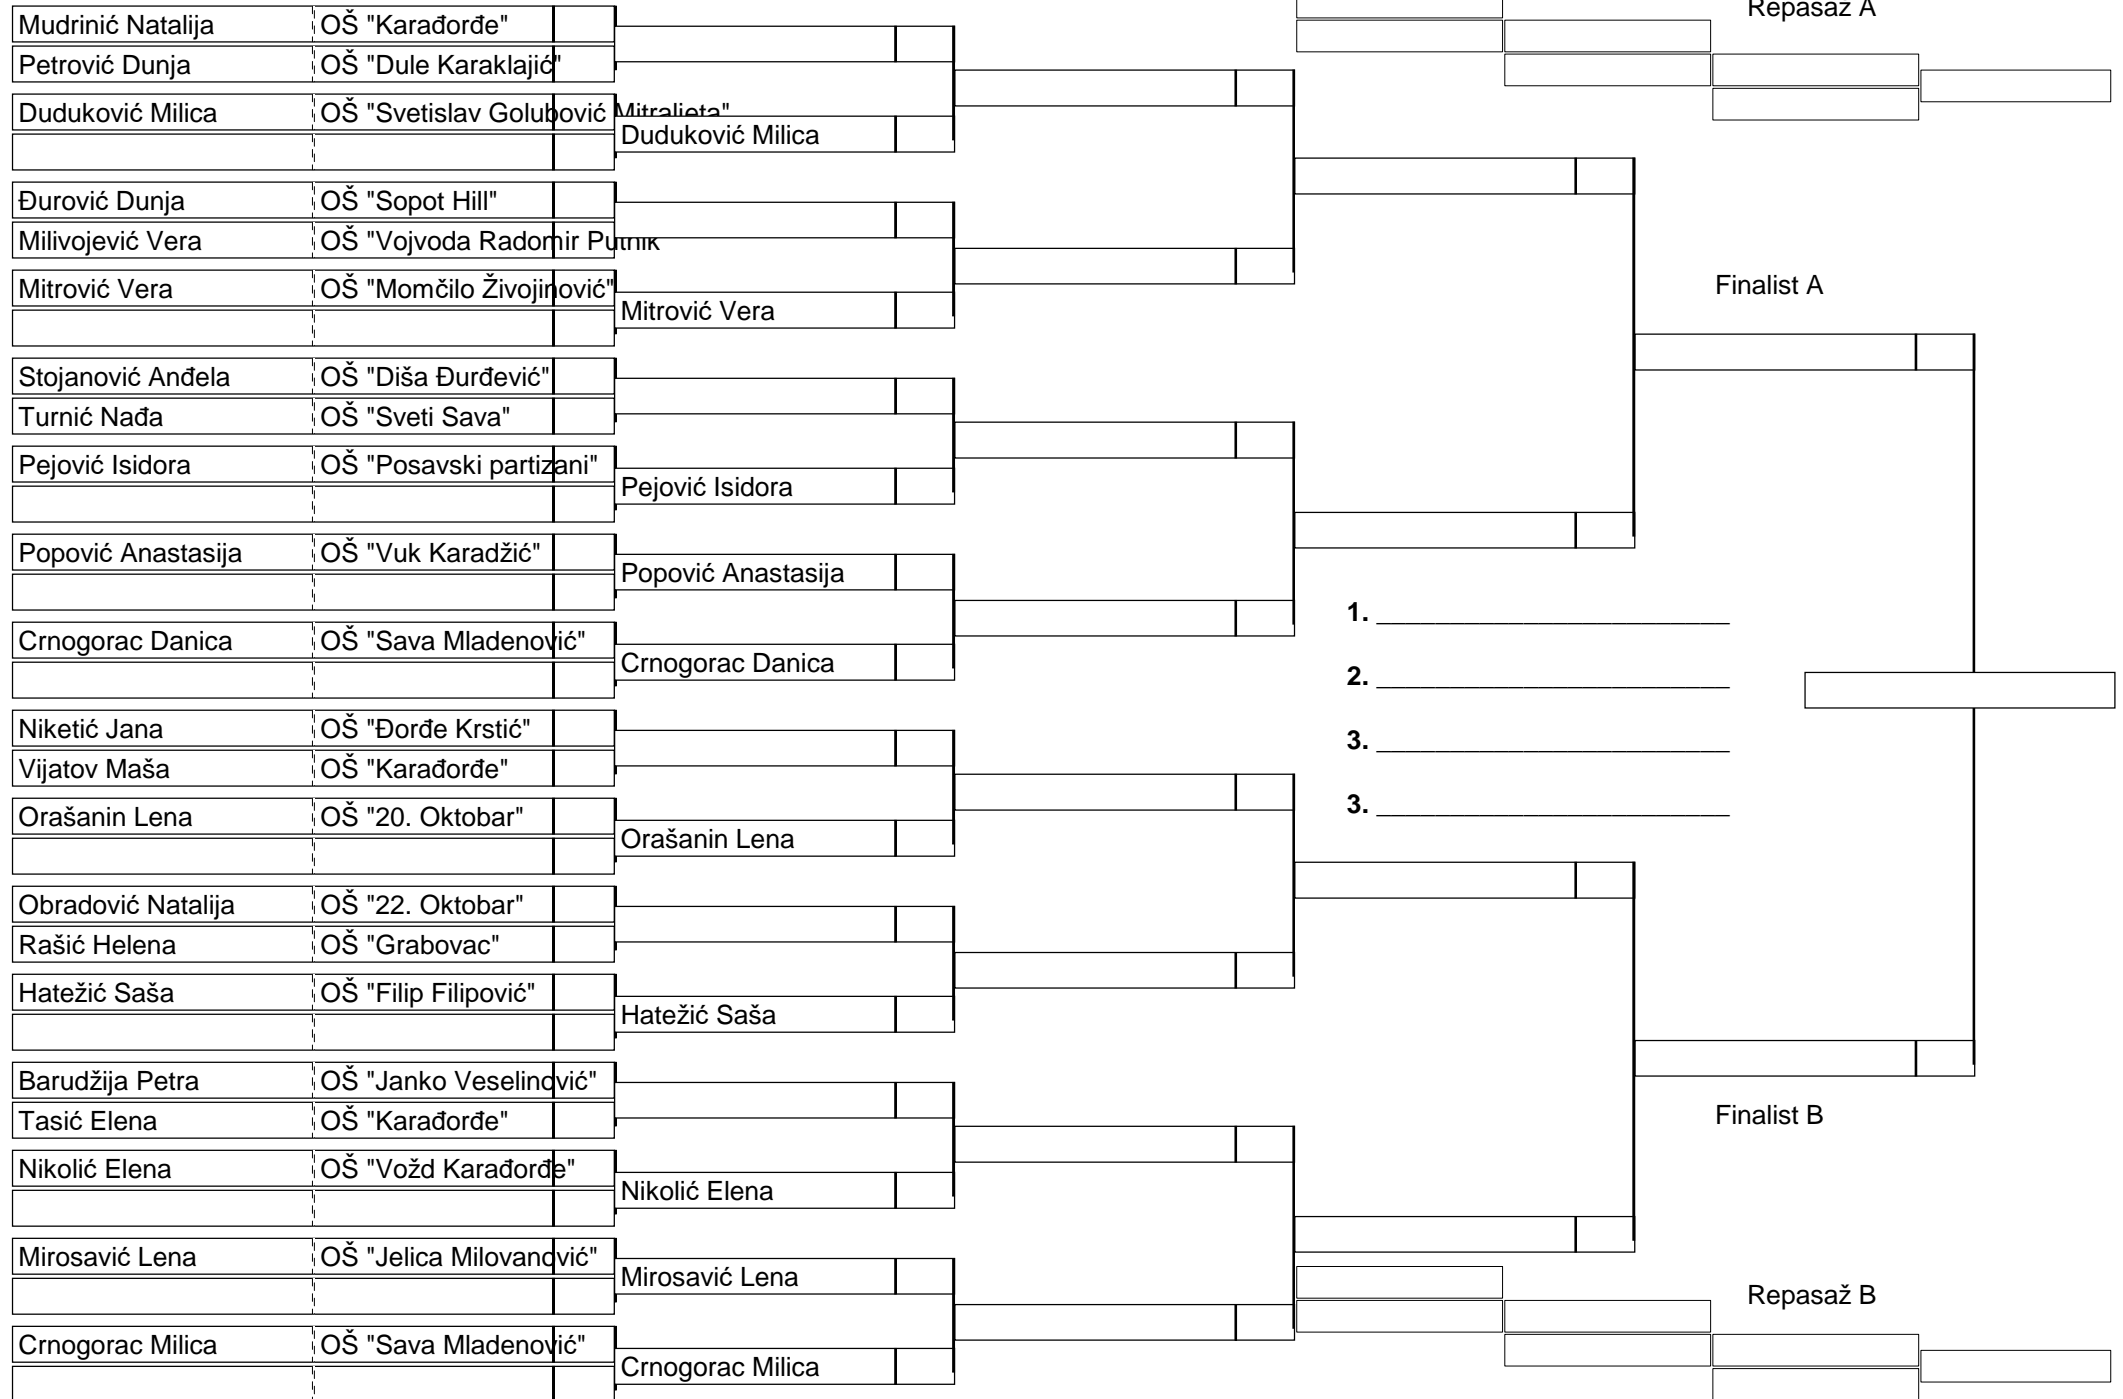 Repasaž A
Mudrinić Natalija OŠ "Karađorđe"
Petrović Dunja OŠ "Dule Karaklajić"
Duduković Milica OŠ "Svetislav Golubović Mitraljeta"
Duduković Milica
Đurović Dunja OŠ "Sopot Hill"
Milivojević Vera OŠ "Vojvoda Radomir Putnik
Mitrović Vera OŠ "Momčilo Živojinović"
Finalist A
Mitrović Vera
Stojanović Anđela OŠ "Diša Đurđević"
Turnić Nađa OŠ "Sveti Sava"
Pejović Isidora OŠ "Posavski partizani"
Pejović Isidora
Popović Anastasija OŠ "Vuk Karadžić"
Popović Anastasija
1. ________________________
Crnogorac Danica OŠ "Sava Mladenović"
Crnogorac Danica
2. ________________________
Niketić Jana OŠ "Đorđe Krstić"
3. ________________________
Vijatov Maša OŠ "Karađorđe"
3. ________________________
Orašanin Lena OŠ "20. Oktobar"
Orašanin Lena
Obradović Natalija OŠ "22. Oktobar"
Rašić Helena OŠ "Grabovac"
Hatežić Saša OŠ "Filip Filipović"
Hatežić Saša
Barudžija Petra OŠ "Janko Veselinović"
Tasić Elena OŠ "Karađorđe"
Finalist B
Nikolić Elena OŠ "Vožd Karađorđe"
Nikolić Elena
Mirosavić Lena OŠ "Jelica Milovanović"
Mirosavić Lena
Repasaž B
Crnogorac Milica OŠ "Sava Mladenović"
Crnogorac Milica